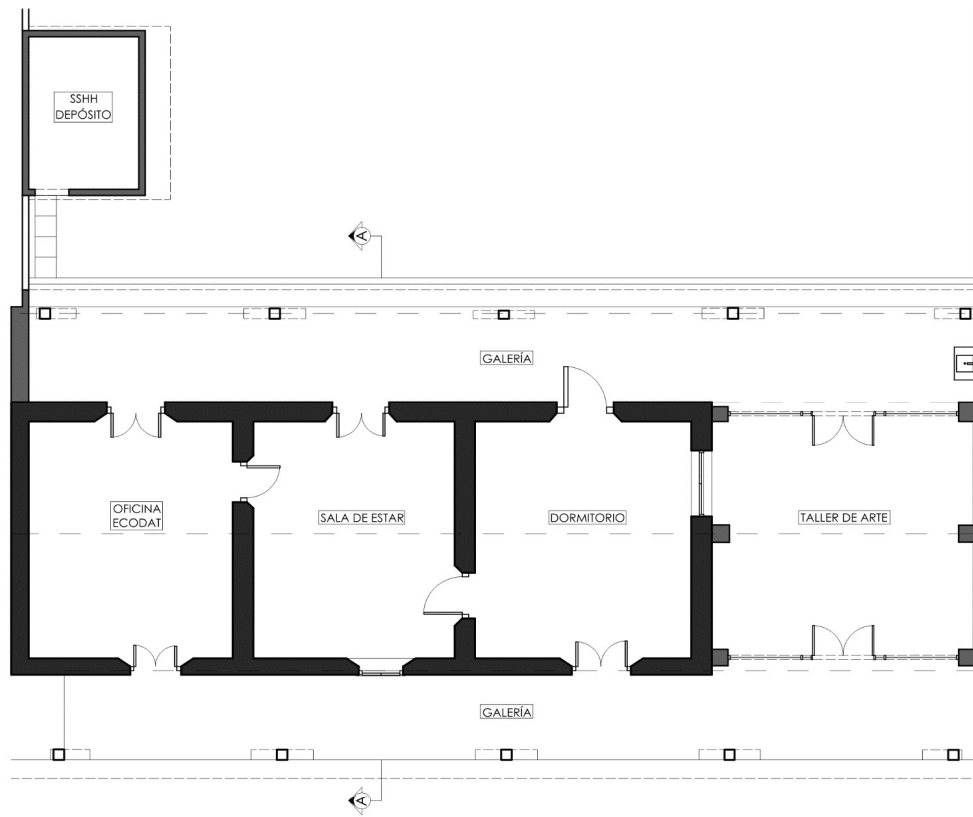 SSHH
DEPÓSITO
A
GALERÍA
OFICINA
ECODAT
SALA DE ESTAR
DORMITORIO
TALLER DE ARTE
GALERÍA
A